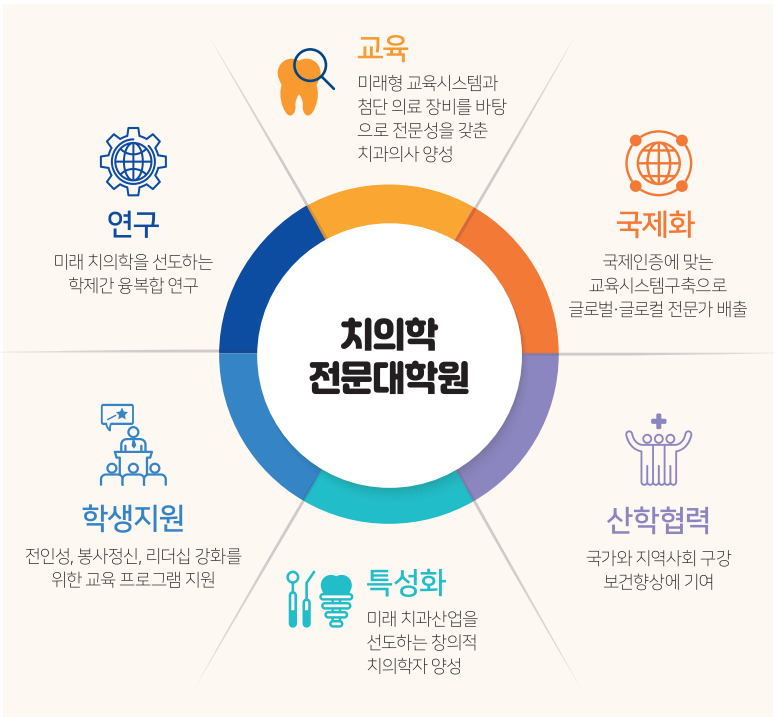 교육
미래형 교육시스템과
첨단 의료 장비를 바탕
으로 전문성을 갖춘
치과의사 양성
연구
미래 치의학을 선도하는
학제간 융복합 연구
국제화
국제인증에 맞는
교육시스템구축으로
글로벌·글로컬 전문가 배출
치의학
전문대학원
학생지원
전인성, 봉사정신, 리더십 강화를
위한 교육 프로그램 지원
산학협력
국가와 지역사회 구강
보건향상에 기여
특성화
미래 치과산업을
선도하는 창의적
치의학자 양성